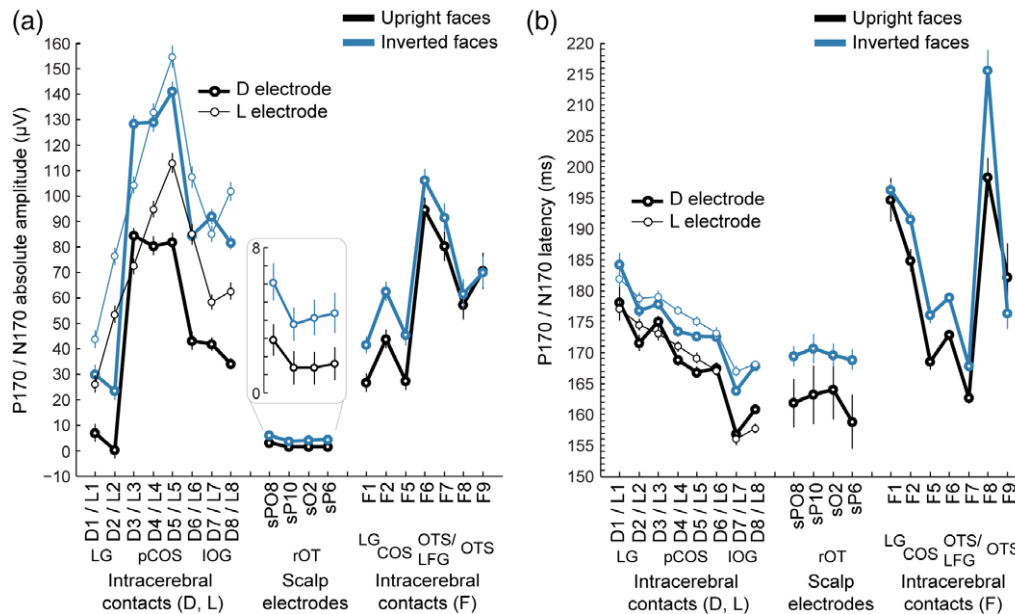 (a)
Upright faces
Inverted faces
P170 / N170 absolute amplitude (µV)
160
150
140
130
120
110
100
90
80
70
60
50
40
30
20
10
0
−10
D electrode
L electrode
8
6
4
2
0
D1 / L1
D2 / L2
D3 / L3
D4 / L4
D5 / L5
D6 / L6
D7 / L7
D8 / L8
sPO8
sP10
sO2
sP6
F1
F2
F5
F6
F7
F8
F9
LG pCOS IOG
rOT
LG COS OTS/ LFG OTS
Intracerebral contacts (D, L)
Scalp electrodes
Intracerebral contacts (F)
(b)
Upright faces
Inverted faces
P170 / N170 latency (ms)
220
215
210
205
200
195
190
185
180
175
170
165
160
155
150
D electrode
L electrode
D1 / L1
D2 / L2
D3 / L3
D4 / L4
D5 / L5
D6 / L6
D7 / L7
D8 / L8
sPO8
sP10
sO2
sP6
F1
F2
F5
F6
F7
F8
F9
LG pCOS IOG
rOT
LG COS OTS/ LFG OTS
Intracerebral contacts (D, L)
Scalp electrodes
Intracerebral contacts (F)